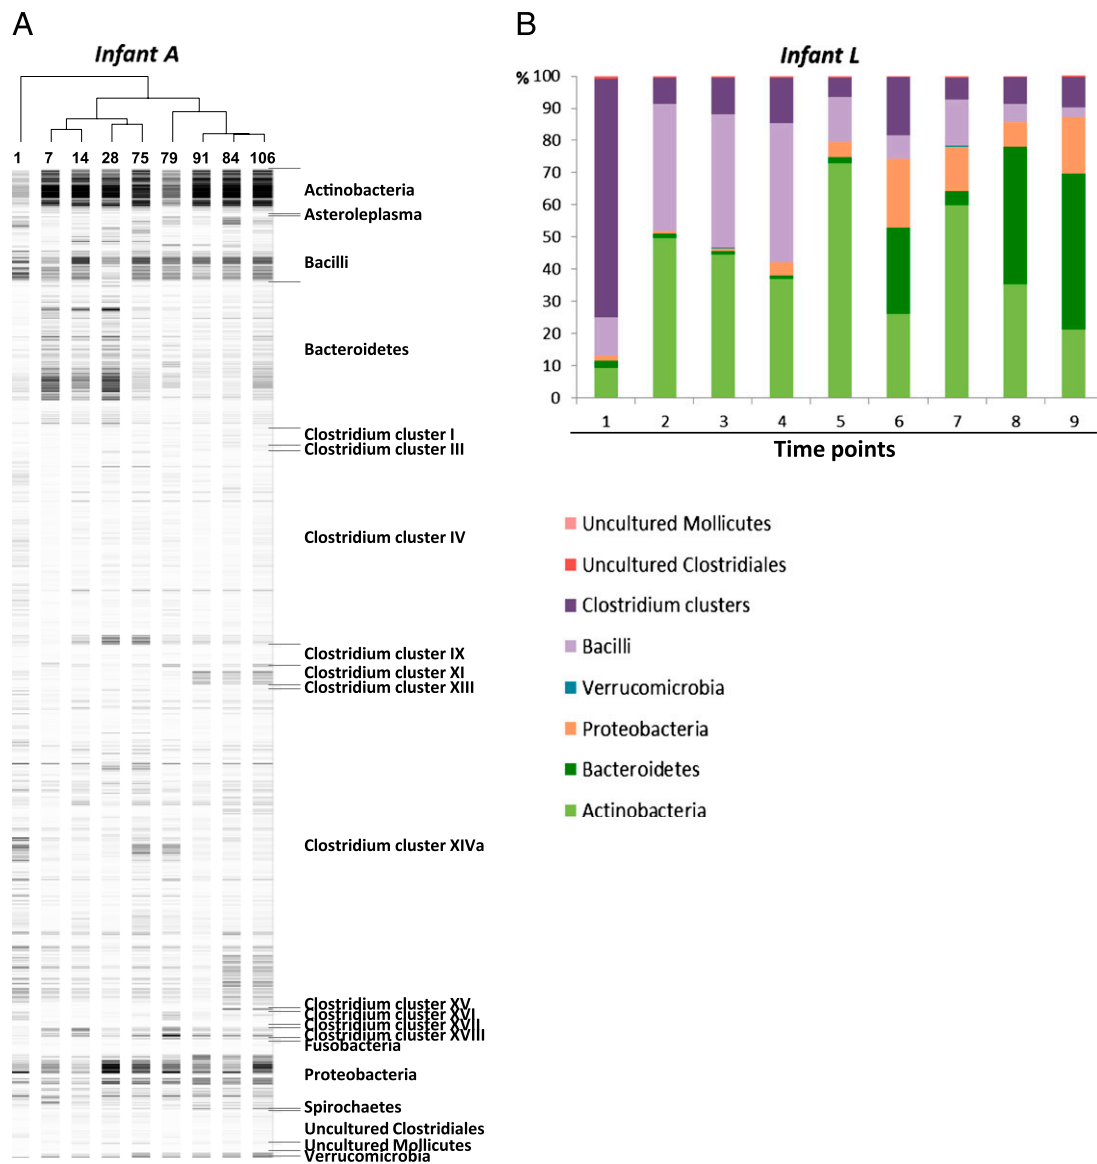 A
Infant A
1 7 14 28 75 79 91 84 106
Actinobacteria
Asteroleplasma
Bacilli
Bacteroidetes
Clostridium cluster I
Clostridium cluster III
Clostridium cluster IV
Clostridium cluster IX
Clostridium cluster XI
Clostridium cluster XIII
Clostridium cluster XIVa
Clostridium cluster XV
Clostridium cluster XVI
Clostridium cluster XVII
Clostridium cluster XVIII
Fusobacteria
Proteobacteria
Spirochaetes
Uncultured Clostridiales
Uncultured Mollicutes
Verrucomicrobia
B
Infant L
% 100
90
80
70
60
50
40
30
20
10
0
1 2 3 4 5 6 7 8 9
Time points
Uncultured Mollicutes
Uncultured Clostridiales
Clostridium clusters
Bacilli
Verrucomicrobia
Proteobacteria
Bacteroidetes
Actinobacteria